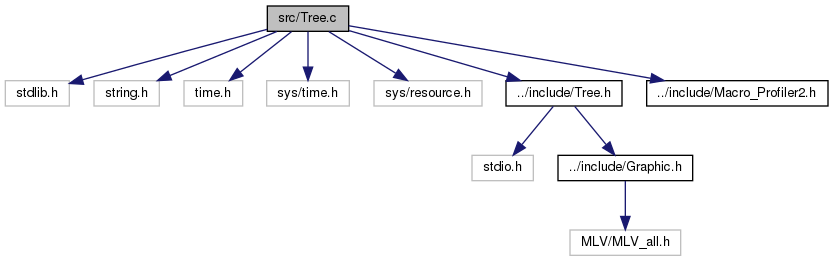 src/Tree.c
stdlib.h
string.h
time.h
sys/time.h
sys/resource.h
../include/Tree.h
../include/Macro_Profiler2.h
stdio.h
../include/Graphic.h
MLV/MLV_all.h